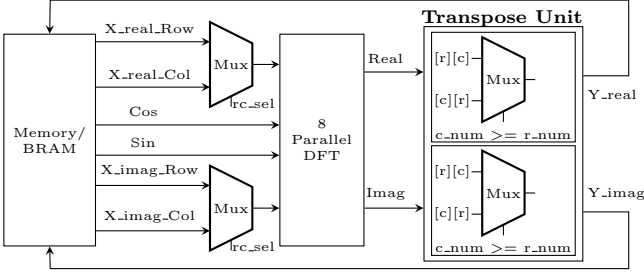 Transpose Unit
X_real_Row
X_real_Col
Mux
rc_sel
Cos
Sin
Memory/
BRAM
X_imag_Row
X_imag_Col
Mux
rc_sel
8
Parallel
DFT
Real
Imag
[r][c]
[c][r]
Mux
c_num >= r_num
[r][c]
[c][r]
Mux
c_num >= r_num
Y_real
Y_imag